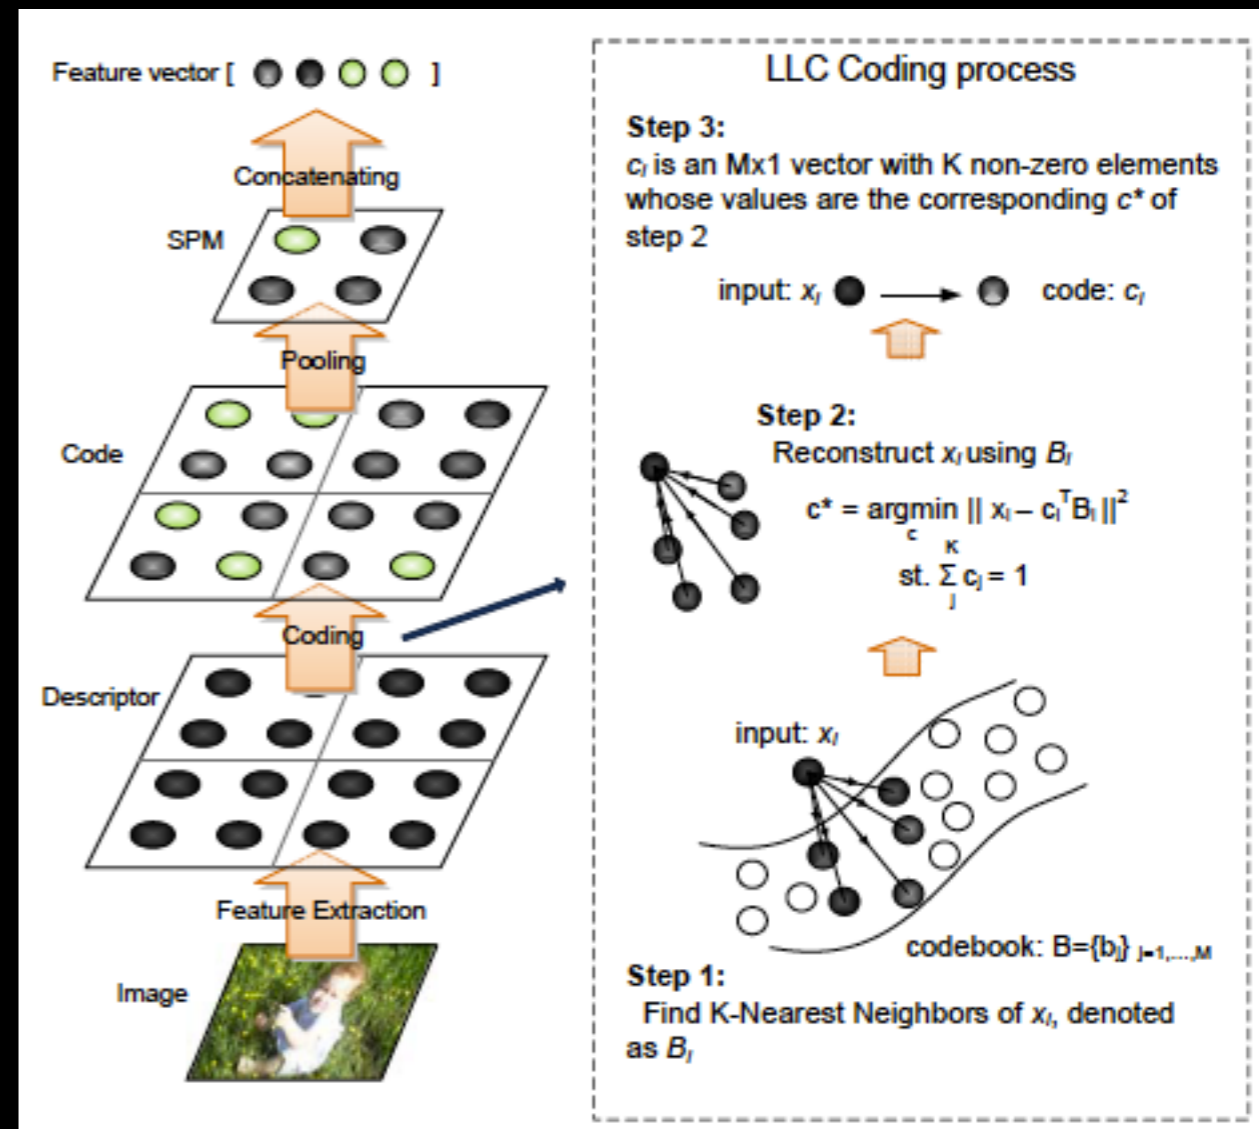 Feature vector [ ]
Concatenating
SPM
Pooling
Code
Coding
Descriptor
Feature Extraction
Image
LLC Coding process
Step 3:
cᵢ is an Mx1 vector with K non-zero elements
whose values are the corresponding c* of
step 2
input: xᵢ code: cᵢ
Step 2:
Reconstruct xᵢ using Bᵢ
c* = argmin || xᵢ – cᵢᵀBᵢ ||²
c
K
st. Σ cⱼ = 1
j
input: xᵢ
codebook: B={bⱼ} j=1,...,M
Step 1:
Find K-Nearest Neighbors of xᵢ, denoted
as Bᵢ